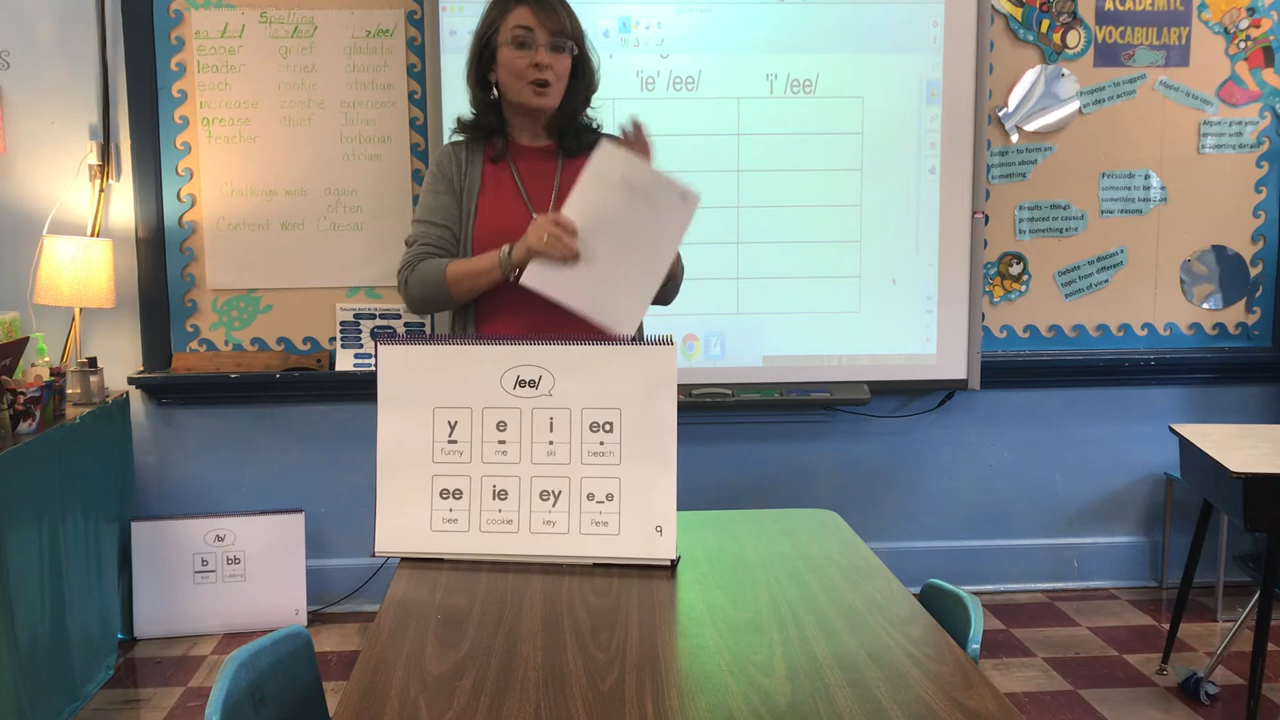 Spelling
ea > /ee/ 'ie' > /ee/ 'i' > /ee/
eager grief gladiator
leader shriek chariot
each rookie stadium
increase zombie experience
grease chief Julius
teacher barbarian
atrium
Challenge words: again
often
Content word: Caesar
'ie' /ee/ 'i' /ee/
ACADEMIC
VOCABULARY
Propose – to suggest
an idea or action
Model – is to copy
Argue – give your
opinion with
supporting details
Judge – to form an
opinion about
something
Persuade – get
someone to believe
something based on
your reasons
Results – things
produced or caused
by something else
Debate – to discuss a
topic from different
points of view
/ee/
y e i ea
funny me ski beach
ee ie ey e_e
bee cookie key Pete
9
/b/
b bb
2